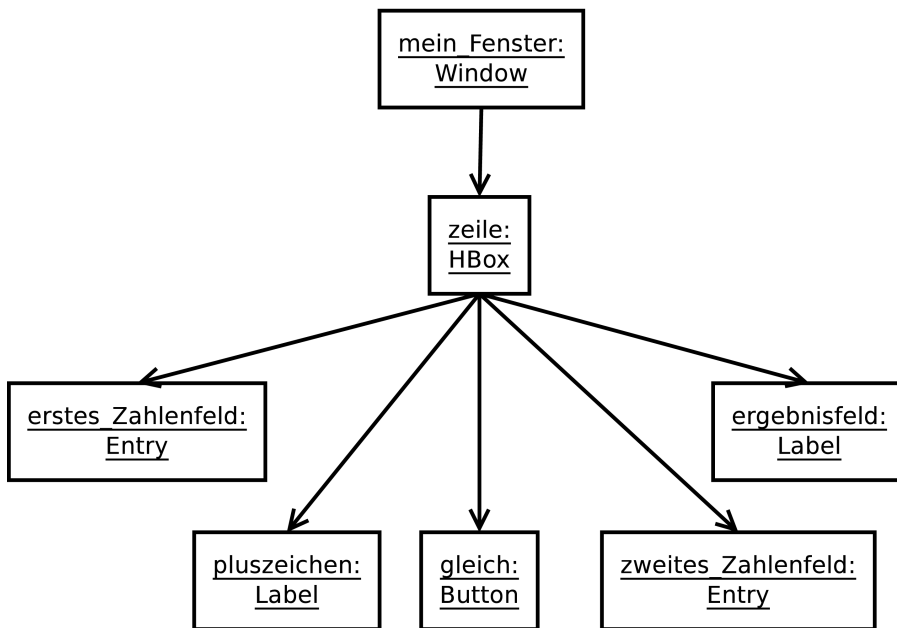 mein_Fenster:
Window
zeile:
HBox
erstes_Zahlenfeld:
Entry
ergebnisfeld:
Label
pluszeichen:
Label
gleich:
Button
zweites_Zahlenfeld:
Entry